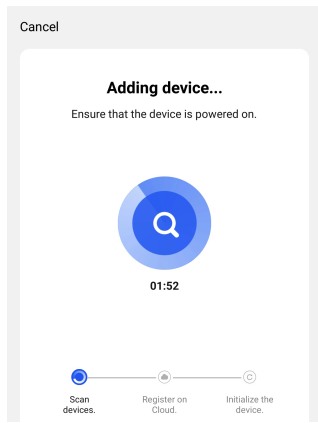 Cancel
Adding device...
Ensure that the device is powered on.
01:52
Scan
devices.
Register on
Cloud.
Initialize the
device.